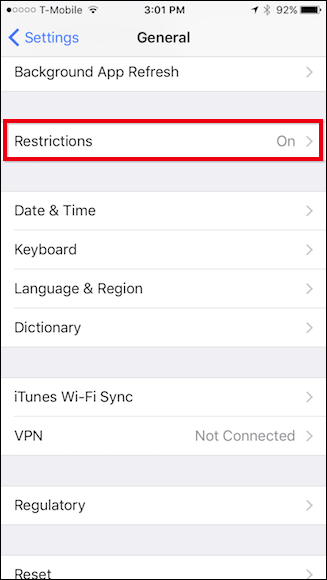 T-Mobile 3:01 PM 92%
Settings General
Background App Refresh
Restrictions On
Date & Time
Keyboard
Language & Region
Dictionary
iTunes Wi-Fi Sync
VPN Not Connected
Regulatory
Reset